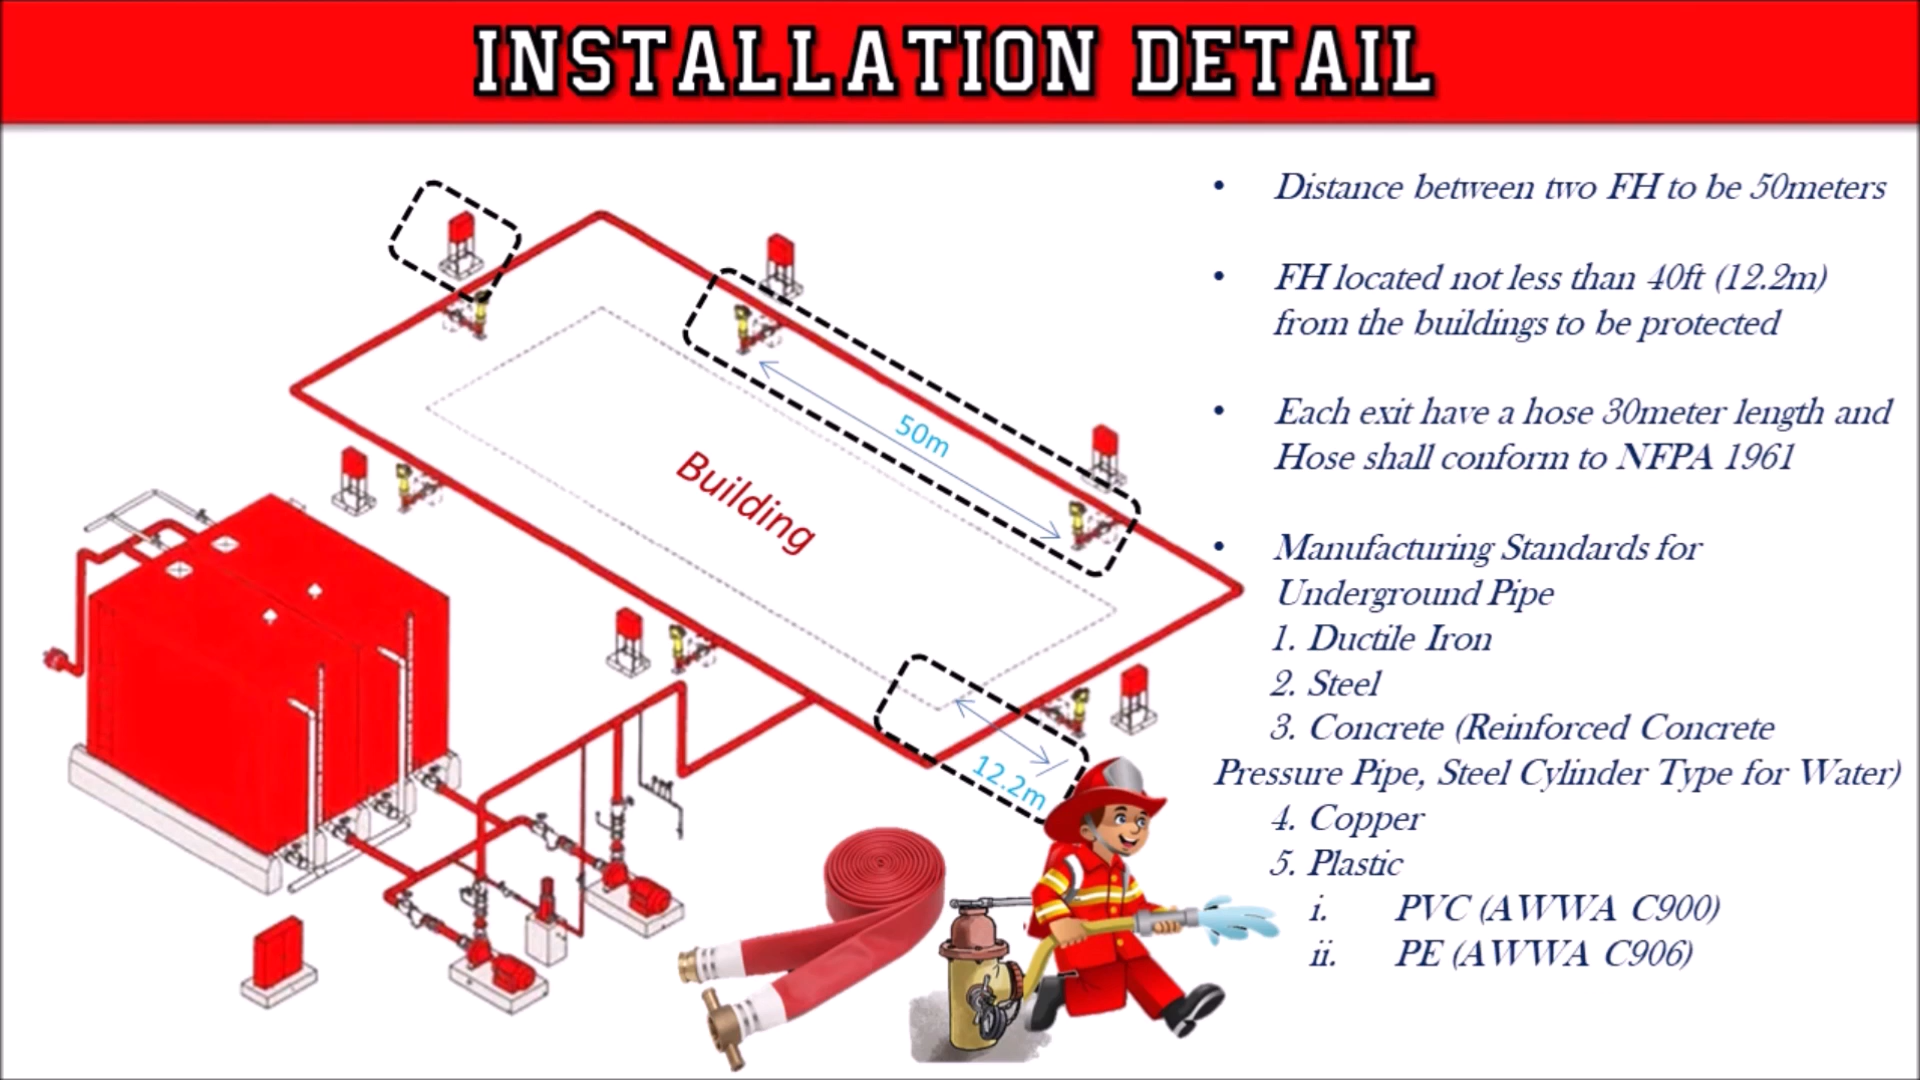 INSTALLATION DETAIL
• Distance between two FH to be 50meters
• FH located not less than 40ft (12.2m)
from the buildings to be protected
• Each exit have a hose 30meter length and
Hose shall conform to NFPA 1961
• Manufacturing Standards for
Underground Pipe
1. Ductile Iron
2. Steel
3. Concrete (Reinforced Concrete
Pressure Pipe, Steel Cylinder Type for Water)
4. Copper
5. Plastic
i. PVC (AWWA C900)
ii. PE (AWWA C906)
50m
Building
12.2m